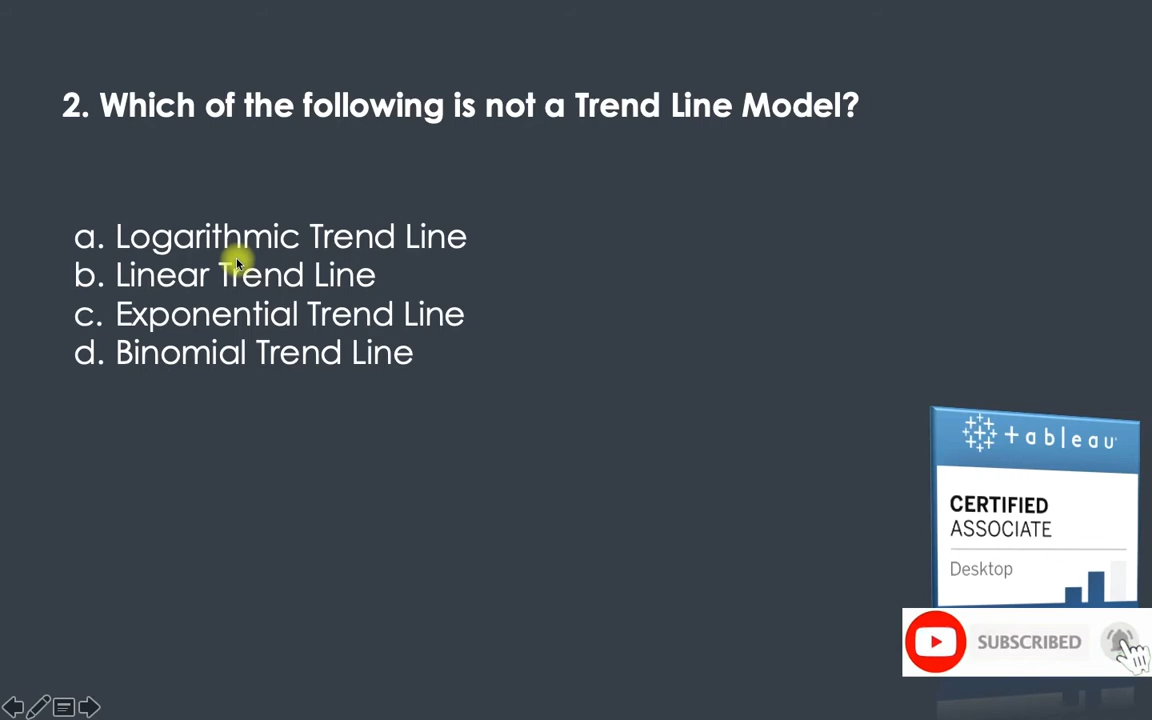 2. Which of the following is not a Trend Line Model?
a. Logarithmic Trend Line
b. Linear Trend Line
c. Exponential Trend Line
d. Binomial Trend Line
+ableau
CERTIFIED
ASSOCIATE
Desktop
SUBSCRIBED